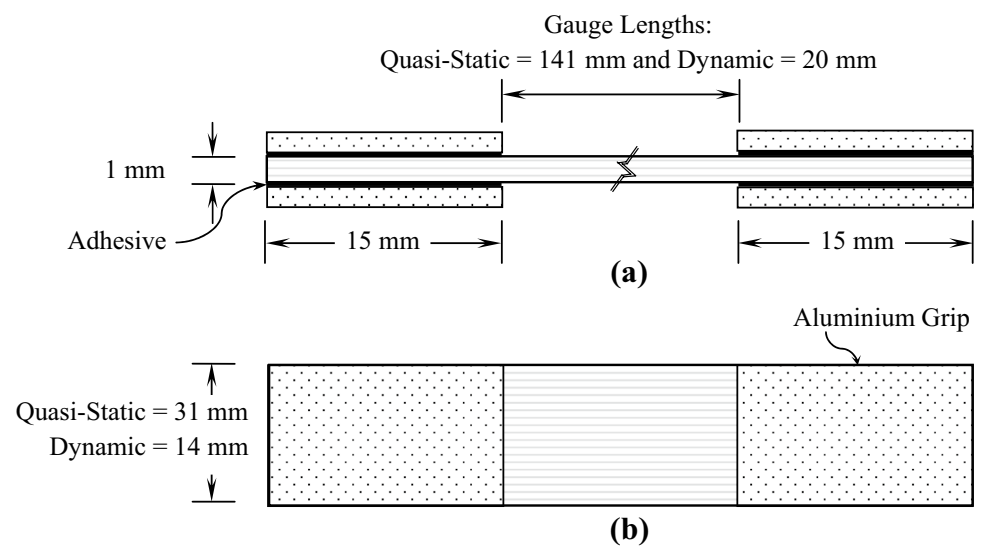 Gauge Lengths:
Quasi-Static = 141 mm and Dynamic = 20 mm
1 mm
Adhesive
15 mm
15 mm
(a)
Aluminium Grip
Quasi-Static = 31 mm
Dynamic = 14 mm
(b)